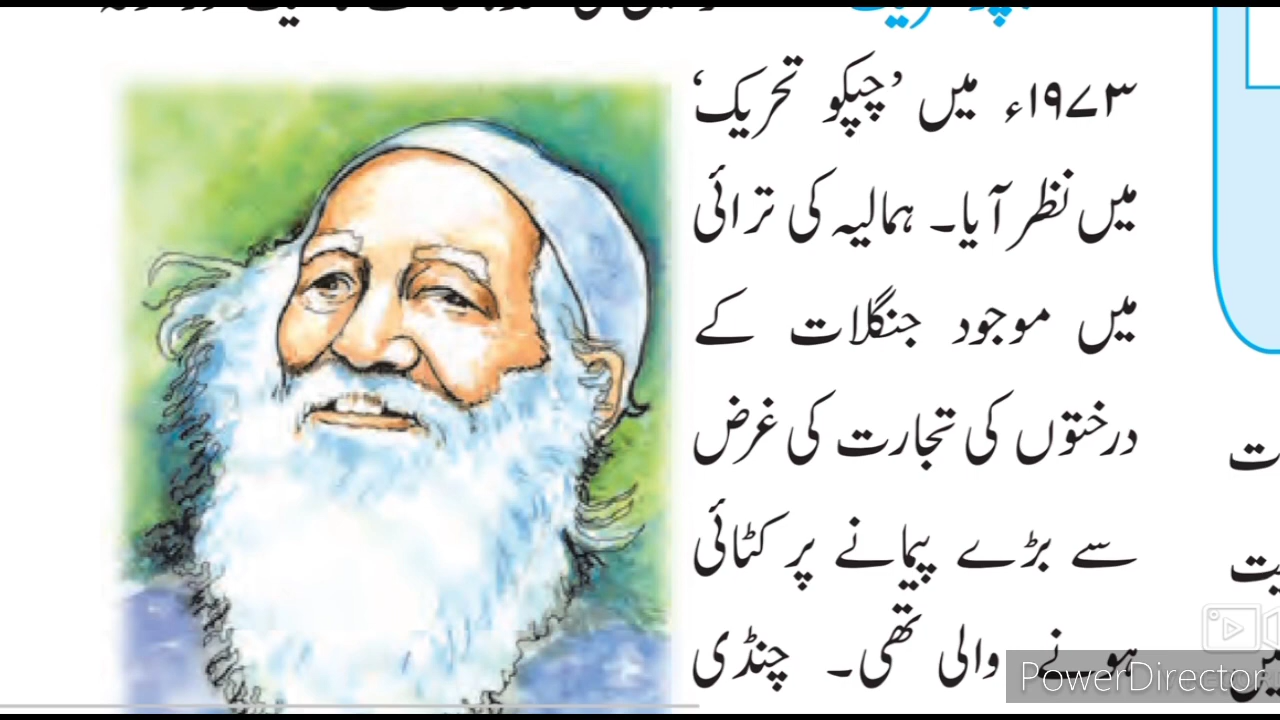 ۱۹۷۳ء میں ’چپکو تحریک‘
میں نظر آیا۔ ہمالیہ کی ترائی
میں موجود جنگلات کے
درختوں کی تجارت کی غرض
سے بڑے پیمانے پر کٹائی
ہونے والی تھی۔ چنڈی
PowerDirector